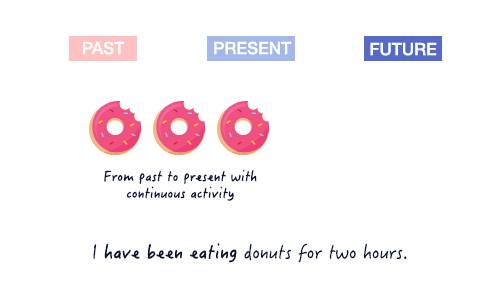 PAST PRESENT FUTURE
From past to present with
continuous activity
I have been eating donuts for two hours.